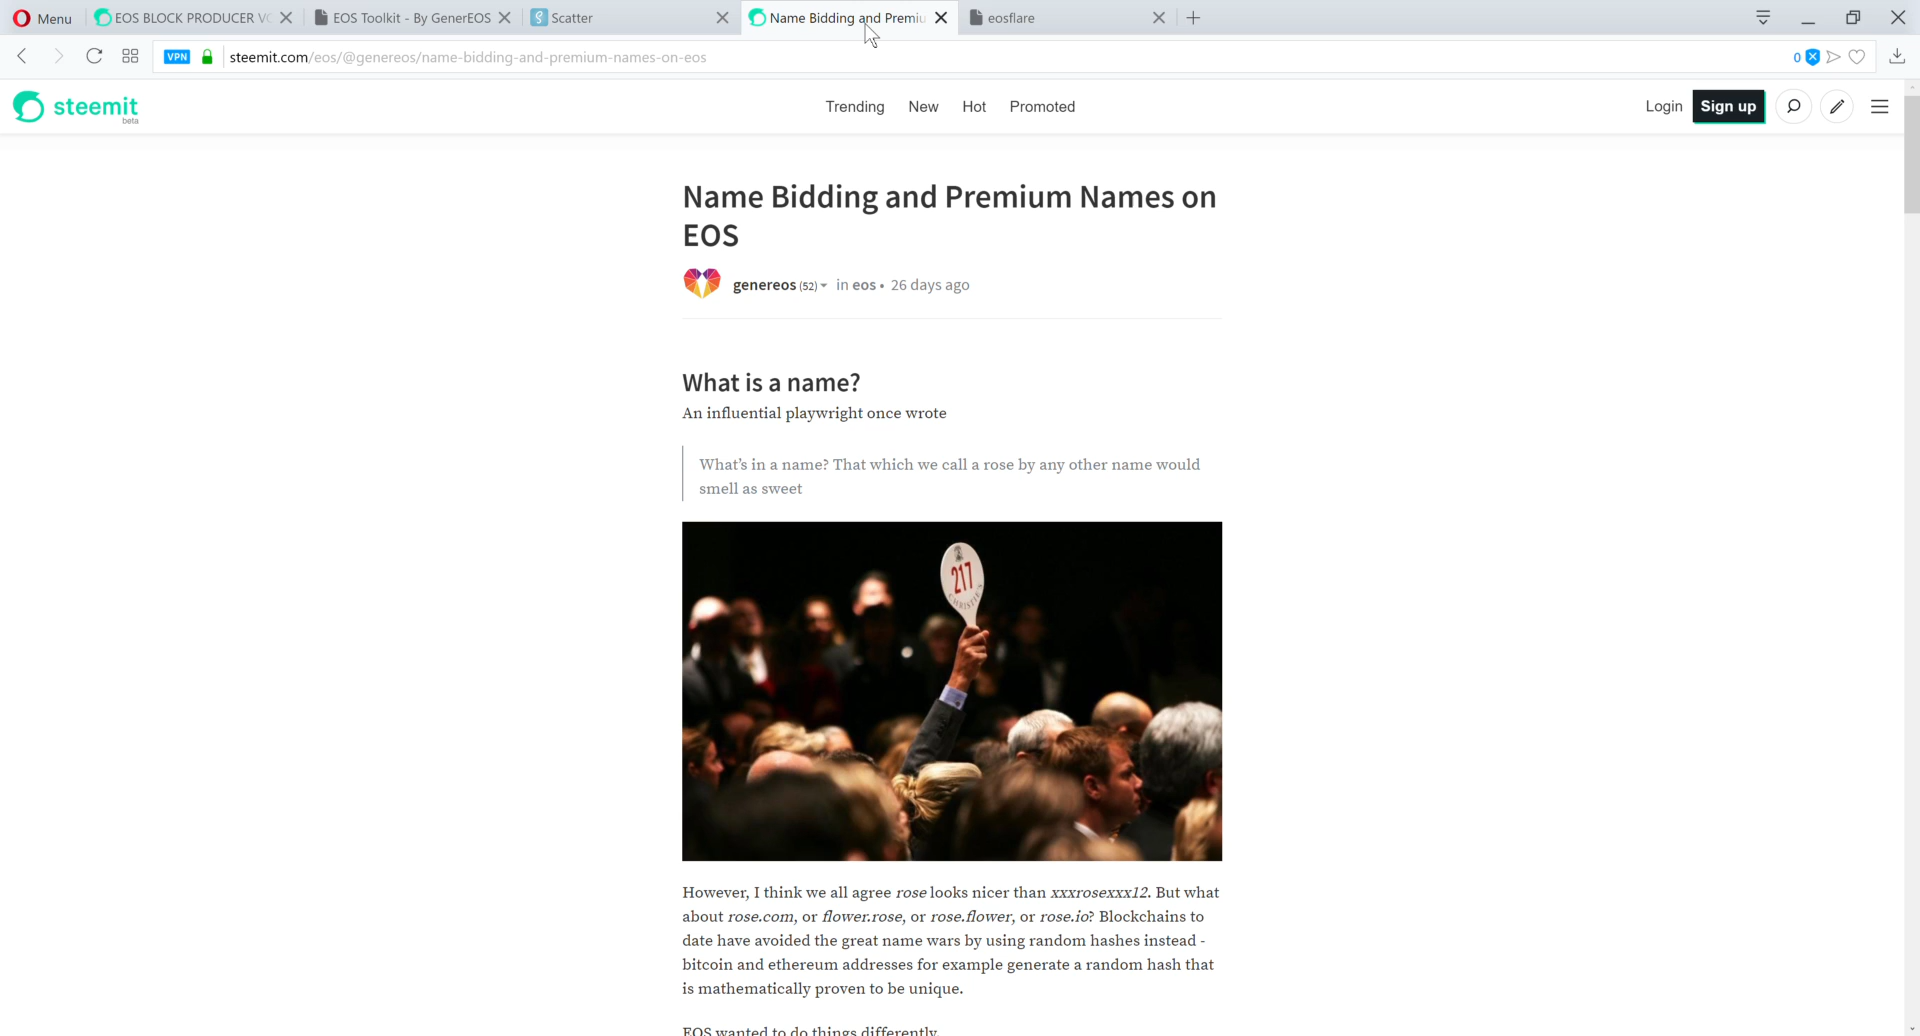 Menu
EOS BLOCK PRODUCER VO
EOS Toolkit - By GenerEOS
Scatter
Name Bidding and Premiu
eosflare
VPN
steemit.com/eos/@genereos/name-bidding-and-premium-names-on-eos
0
steemit
beta
Trending
New
Hot
Promoted
Login
Sign up
Name Bidding and Premium Names on
EOS
genereos (52) in eos • 26 days ago
What is a name?
An influential playwright once wrote
What's in a name? That which we call a rose by any other name would
smell as sweet
217
CHRISTIE'S
However, I think we all agree rose looks nicer than xxxrosexxx12. But what
about rose.com, or flower.rose, or rose.flower, or rose.io? Blockchains to
date have avoided the great name wars by using random hashes instead -
bitcoin and ethereum addresses for example generate a random hash that
is mathematically proven to be unique.
EOS wanted to do things differently.